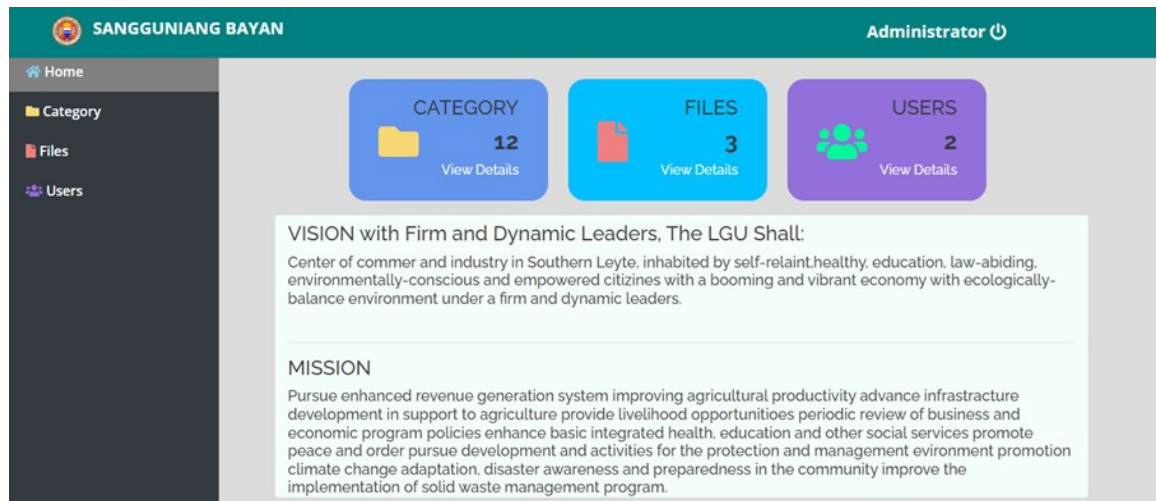 SANGGUNIANG BAYAN
Administrator
Home
Category
Files
Users
CATEGORY
12
View Details
FILES
3
View Details
USERS
2
View Details
VISION with Firm and Dynamic Leaders, The LGU Shall:
Center of commer and industry in Southern Leyte, inhabited by self-relaint,healthy, education, law-abiding,
environmentally-conscious and empowered citizines with a booming and vibrant economy with ecologically-
balance environment under a firm and dynamic leaders.
MISSION
Pursue enhanced revenue generation system improving agricultural productivity advance infrastracture
development in support to agriculture provide livelihood opportunitioes periodic review of business and
economic program policies enhance basic integrated health, education and other social services promote
peace and order pursue development and activities for the protection and management evironment promotion
climate change adaptation, disaster awareness and preparedness in the community improve the
implementation of solid waste management program.